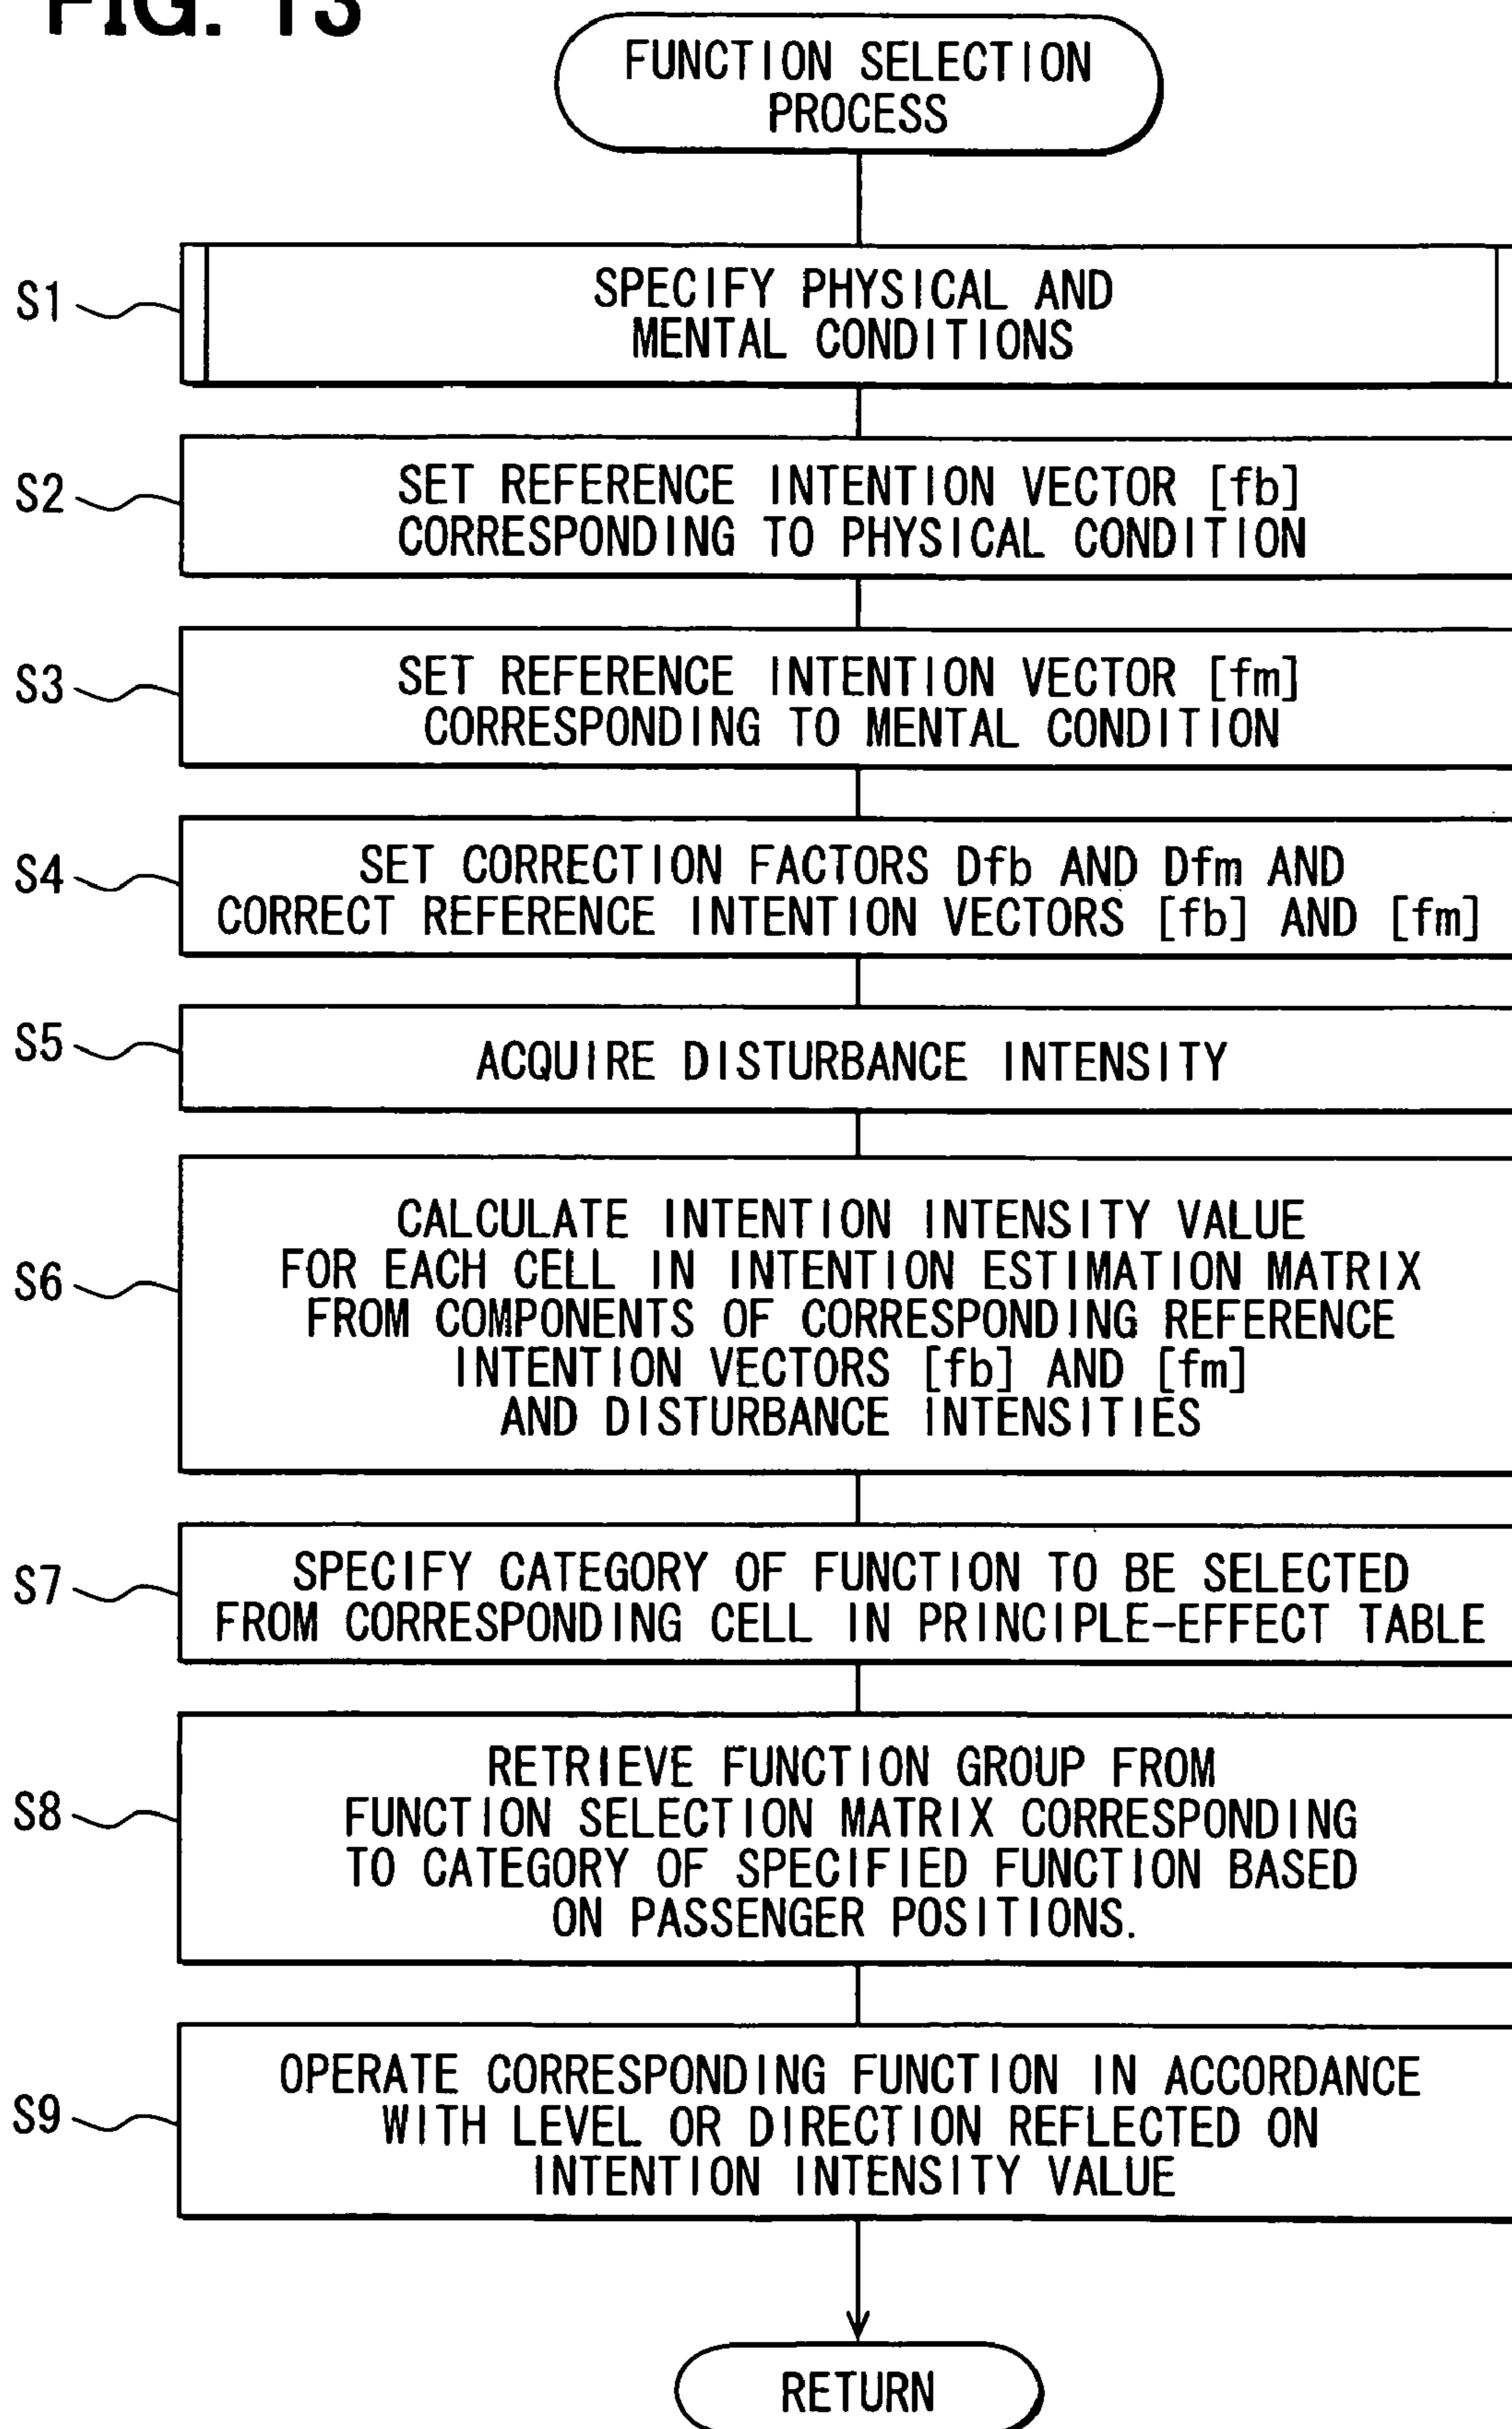 FIG. 13
FUNCTION SELECTION
PROCESS
S1
SPECIFY PHYSICAL AND
MENTAL CONDITIONS
S2
SET REFERENCE INTENTION VECTOR [fb]
CORRESPONDING TO PHYSICAL CONDITION
S3
SET REFERENCE INTENTION VECTOR [fm]
CORRESPONDING TO MENTAL CONDITION
S4
SET CORRECTION FACTORS Dfb AND Dfm AND
CORRECT REFERENCE INTENTION VECTORS [fb] AND [fm]
S5
ACQUIRE DISTURBANCE INTENSITY
S6
CALCULATE INTENTION INTENSITY VALUE
FOR EACH CELL IN INTENTION ESTIMATION MATRIX
FROM COMPONENTS OF CORRESPONDING REFERENCE
INTENTION VECTORS [fb] AND [fm]
AND DISTURBANCE INTENSITIES
S7
SPECIFY CATEGORY OF FUNCTION TO BE SELECTED
FROM CORRESPONDING CELL IN PRINCIPLE-EFFECT TABLE
S8
RETRIEVE FUNCTION GROUP FROM
FUNCTION SELECTION MATRIX CORRESPONDING
TO CATEGORY OF SPECIFIED FUNCTION BASED
ON PASSENGER POSITIONS.
S9
OPERATE CORRESPONDING FUNCTION IN ACCORDANCE
WITH LEVEL OR DIRECTION REFLECTED ON
INTENTION INTENSITY VALUE
RETURN